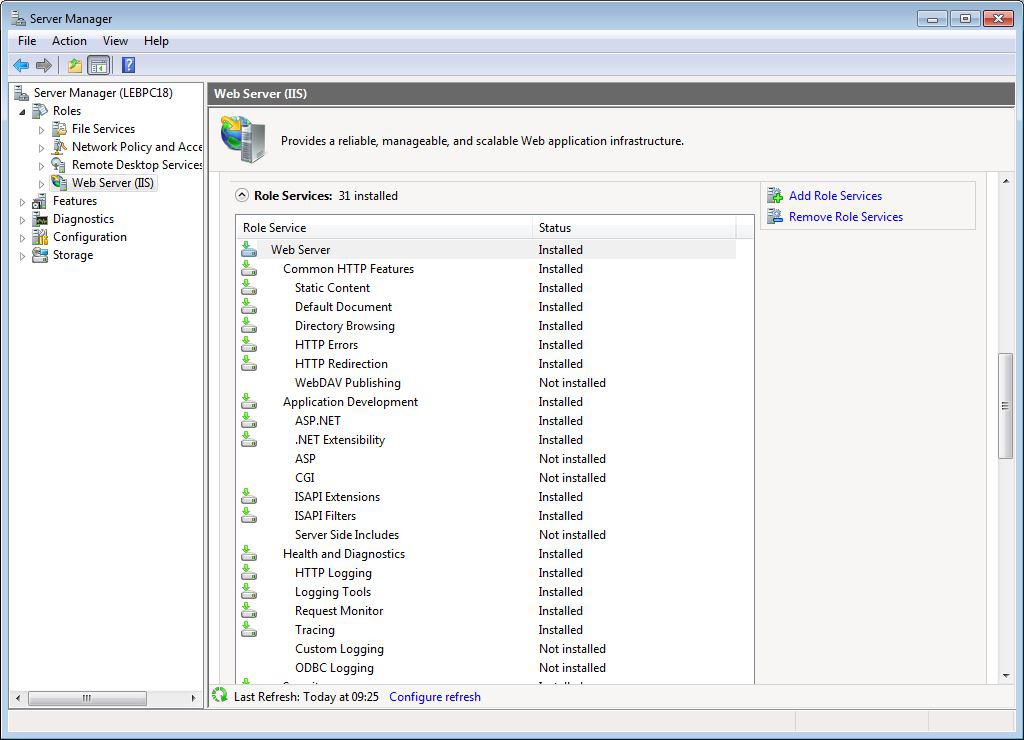 Server Manager
File Action View Help
Server Manager (LEBPC18)
Roles
File Services
Network Policy and Acce
Remote Desktop Services
Web Server (IIS)
Features
Diagnostics
Configuration
Storage
Web Server (IIS)
Provides a reliable, manageable, and scalable Web application infrastructure.
Role Services: 31 installed
Role Service Status
Web Server Installed
Common HTTP Features Installed
Static Content Installed
Default Document Installed
Directory Browsing Installed
HTTP Errors Installed
HTTP Redirection Installed
WebDAV Publishing Not installed
Application Development Installed
ASP.NET Installed
.NET Extensibility Installed
ASP Not installed
CGI Not installed
ISAPI Extensions Installed
ISAPI Filters Installed
Server Side Includes Not installed
Health and Diagnostics Installed
HTTP Logging Installed
Logging Tools Installed
Request Monitor Installed
Tracing Installed
Custom Logging Not installed
ODBC Logging Not installed
Add Role Services
Remove Role Services
Last Refresh: Today at 09:25 Configure refresh